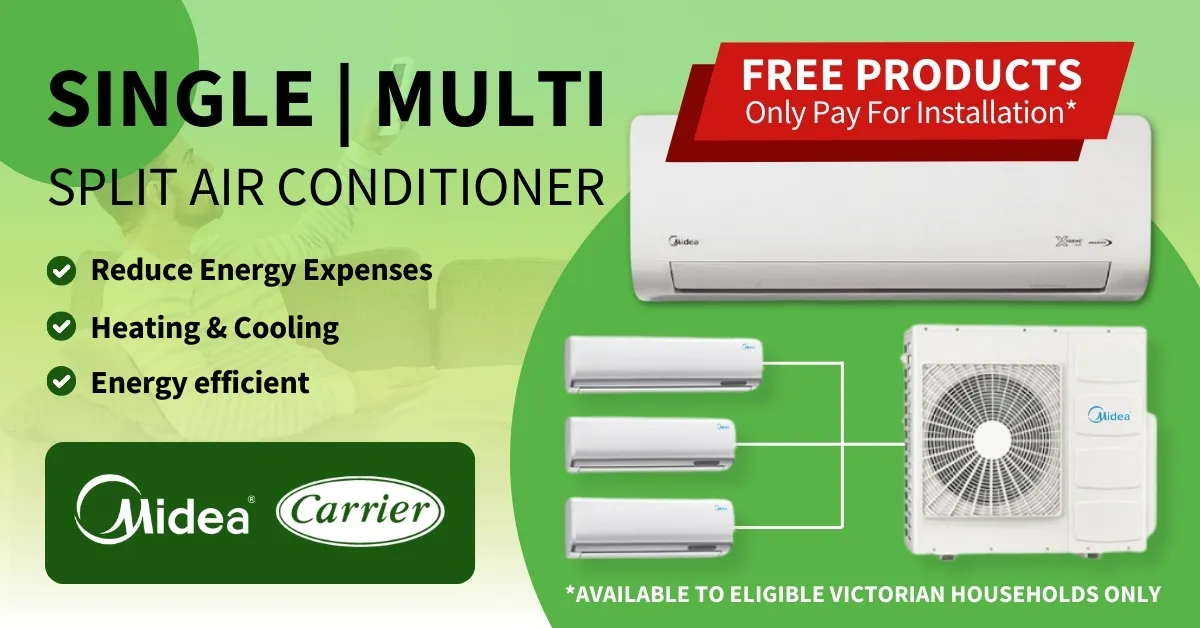 SINGLE | MULTI
SPLIT AIR CONDITIONER
Reduce Energy Expenses
Heating & Cooling
Energy efficient
Midea®
Carrier
FREE PRODUCTS
Only Pay For Installation*
Midea
Midea
*AVAILABLE TO ELIGIBLE VICTORIAN HOUSEHOLDS ONLY